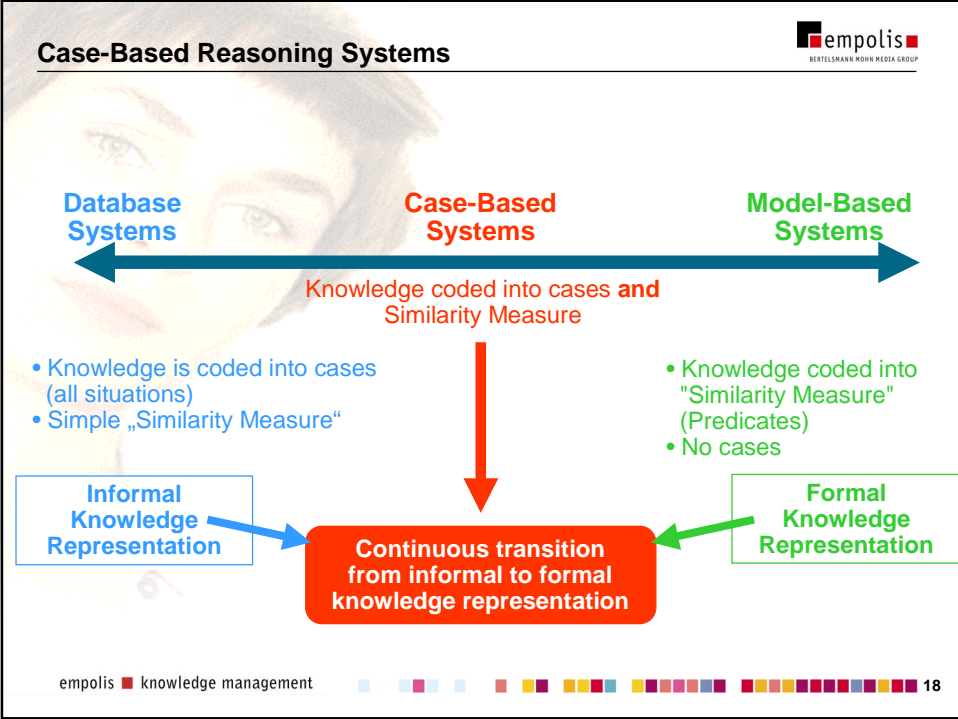 Case-Based Reasoning Systems
empolis
BERTELSMANN MOHN MEDIA GROUP
Database
Systems
Case-Based
Systems
Model-Based
Systems
Knowledge coded into cases and
Similarity Measure
• Knowledge is coded into cases
(all situations)
• Simple „Similarity Measure“
• Knowledge coded into
"Similarity Measure"
(Predicates)
• No cases
Informal
Knowledge
Representation
Formal
Knowledge
Representation
Continuous transition
from informal to formal
knowledge representation
empolis knowledge management
18